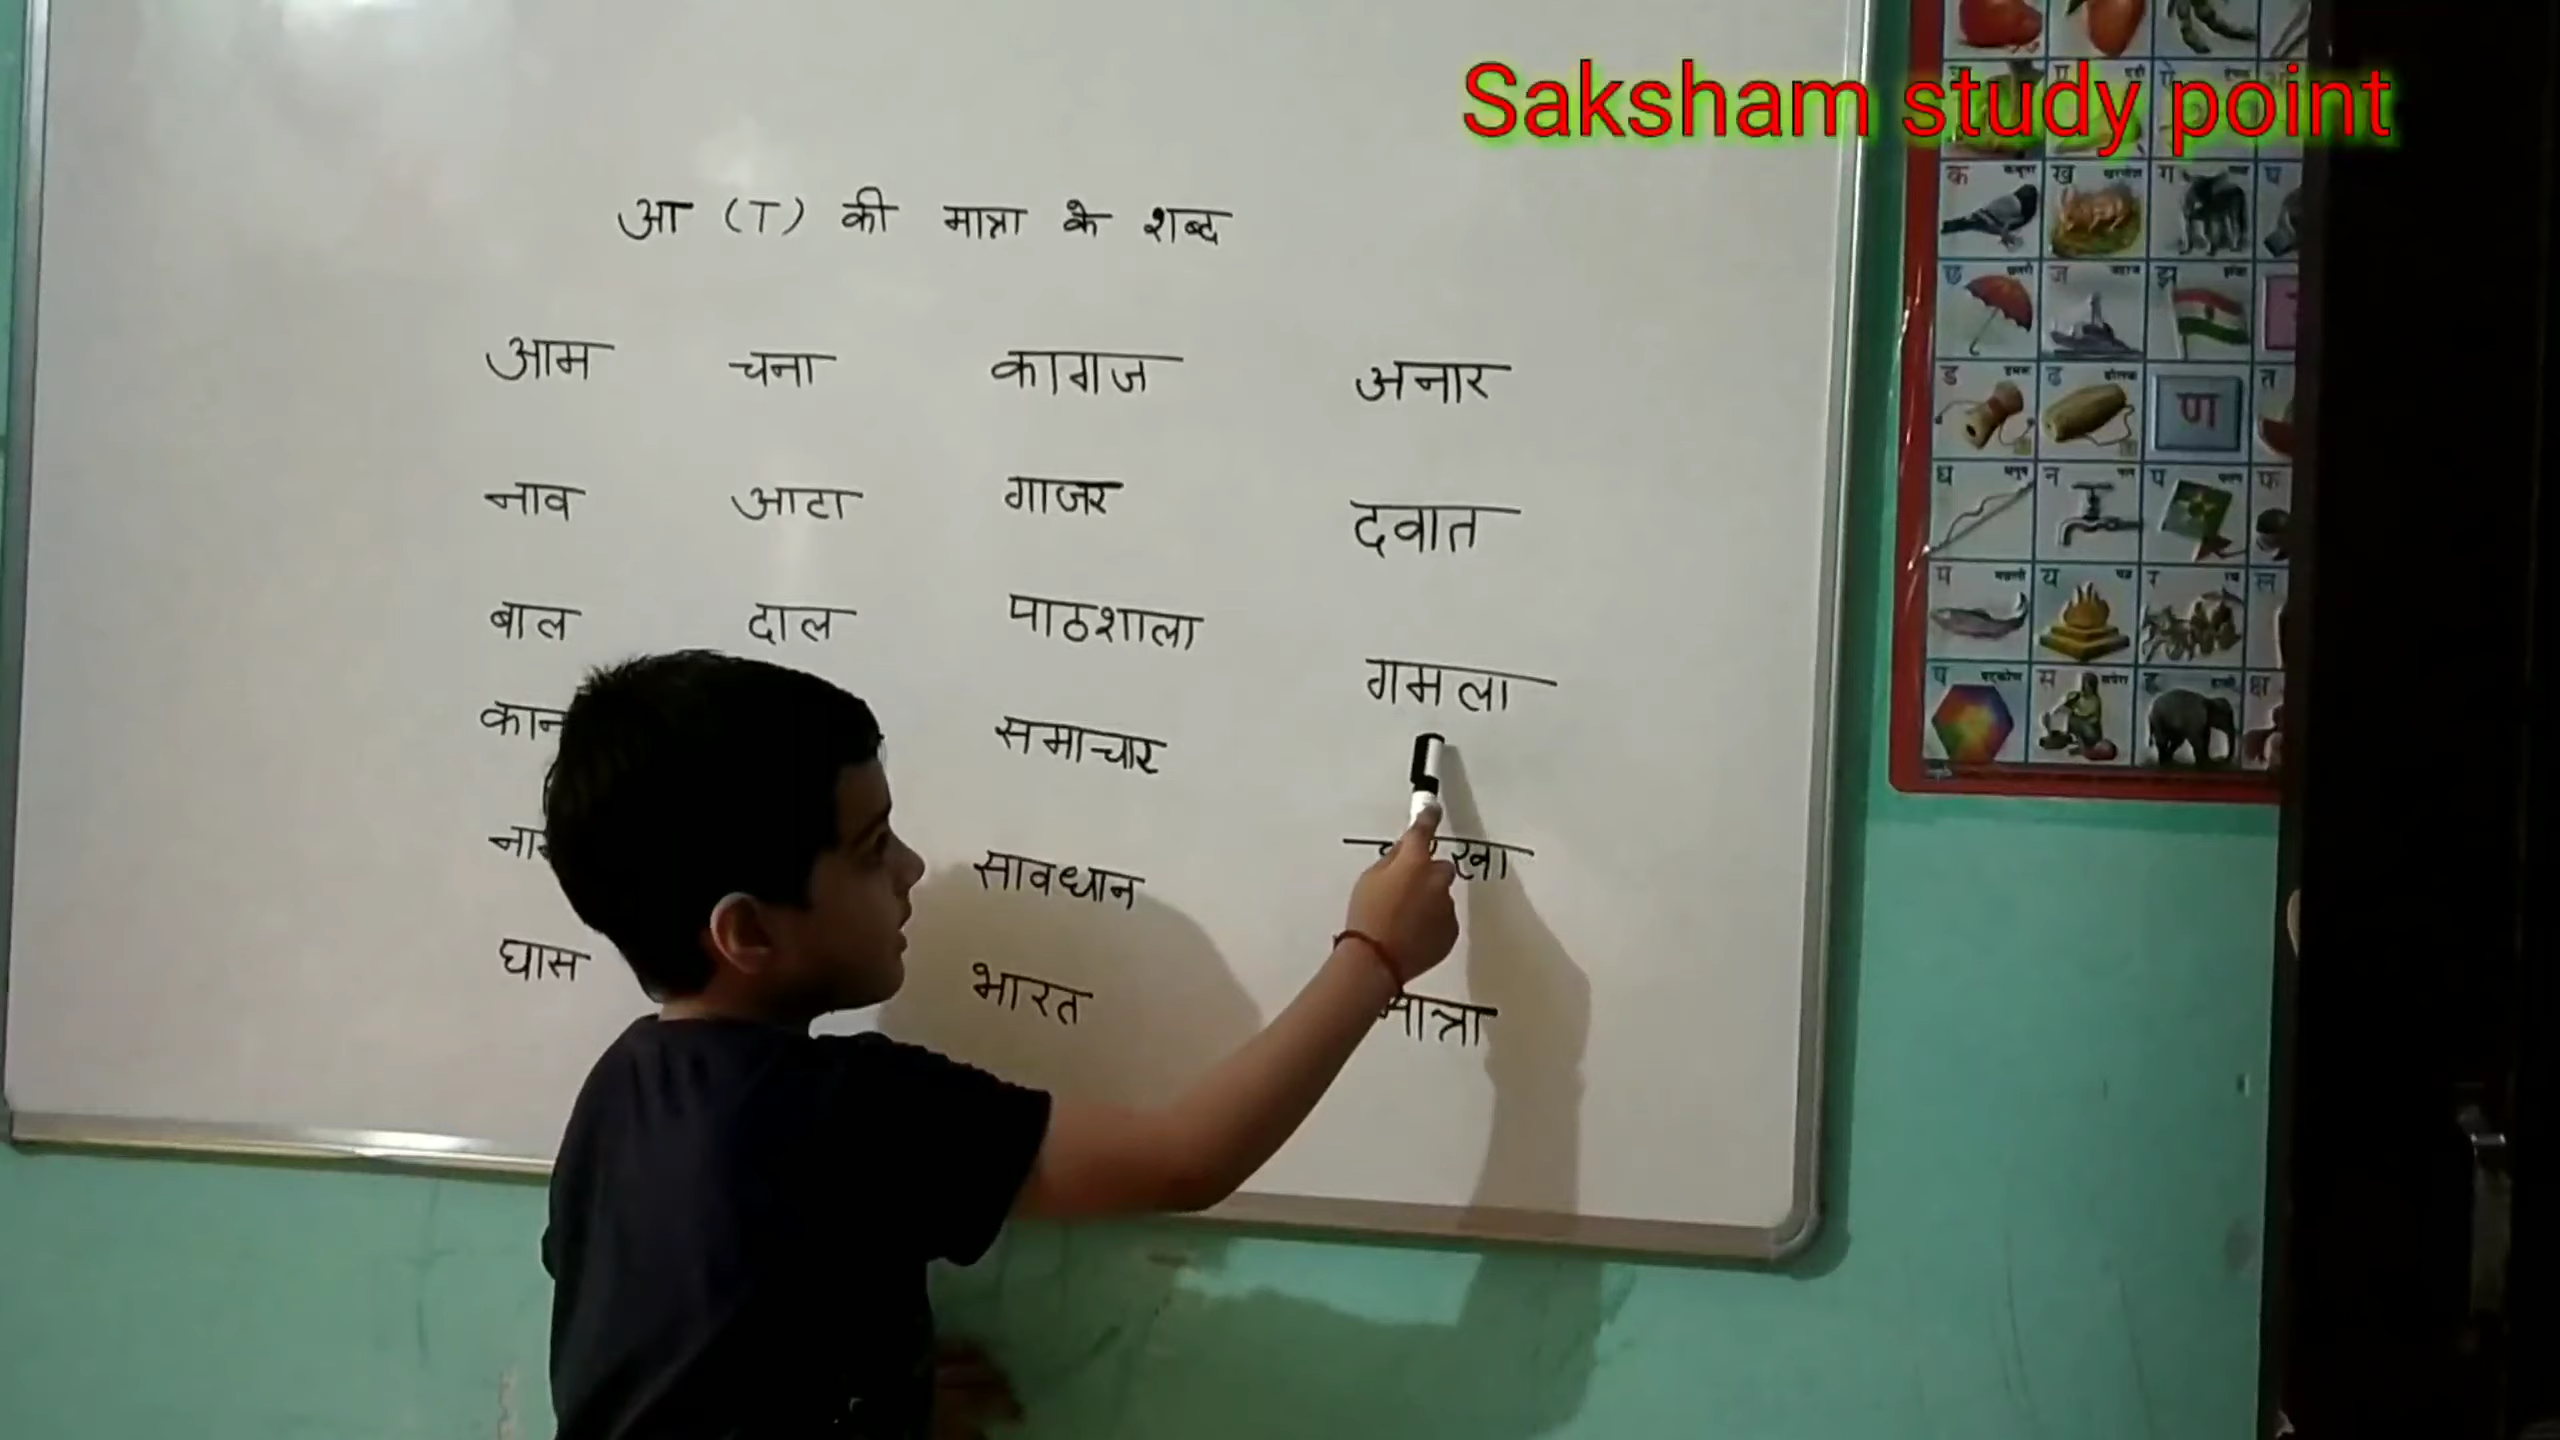 Saksham study point
आ (ा) की मात्रा के शब्द
आम चना कागज अनार
नाव आटा गाजर दवात
बाल दाल पाठशाला गमला
समाचार
सावधान
घास भारत मात्रा
क ख ग घ
छ ज झ
ड ढ ण त
ध न प फ
य र ल
ष स ह क्ष